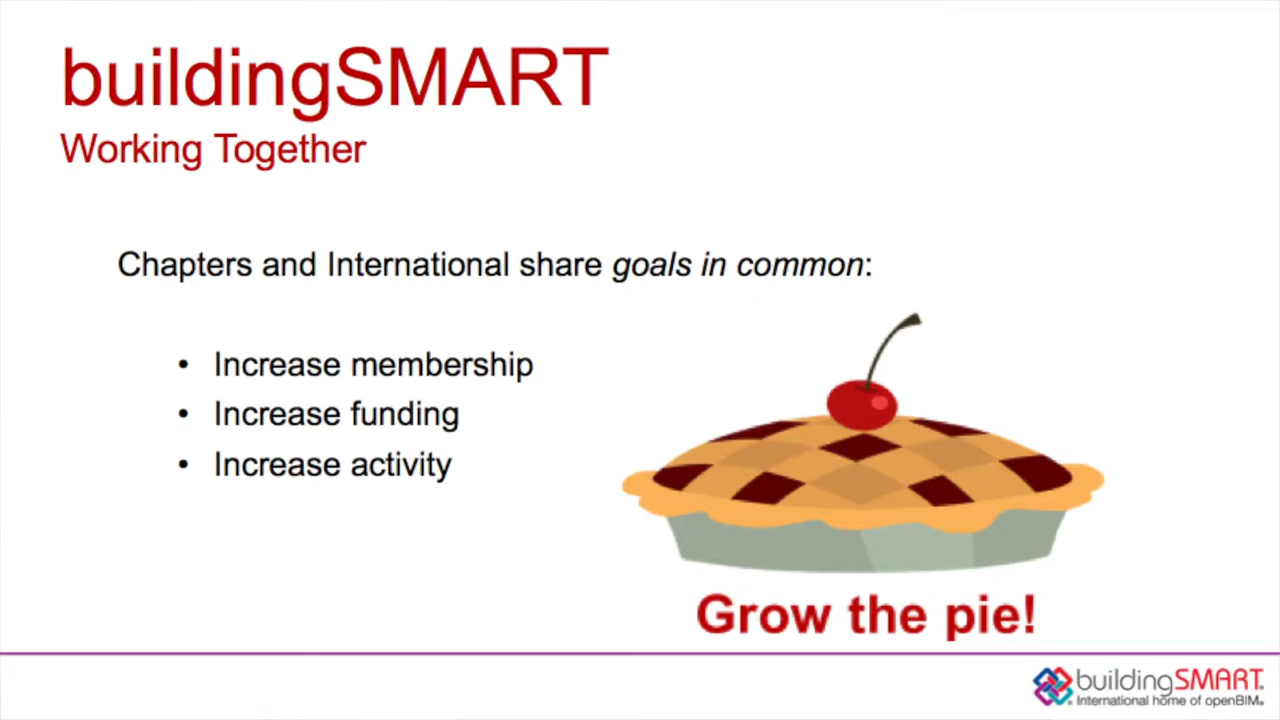 buildingSMART
Working Together
Chapters and International share goals in common:
• Increase membership
• Increase funding
• Increase activity
Grow the pie!
buildingSMART®
International home of openBIM®